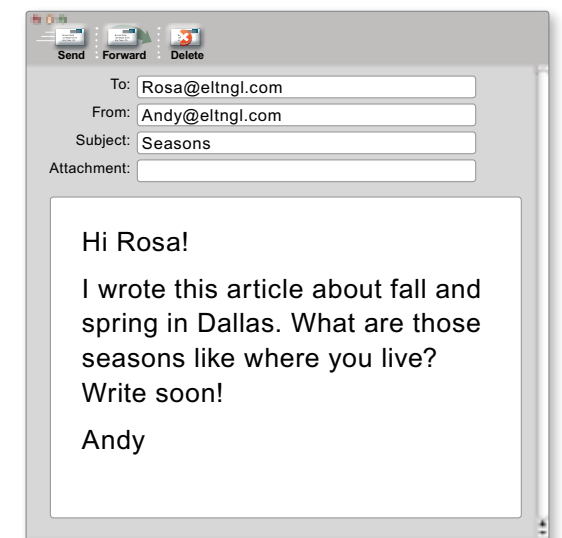 Send Forward Delete
To: Rosa@eltngl.com
From: Andy@eltngl.com
Subject: Seasons
Attachment:
Hi Rosa!
I wrote this article about fall and
spring in Dallas. What are those
seasons like where you live?
Write soon!
Andy